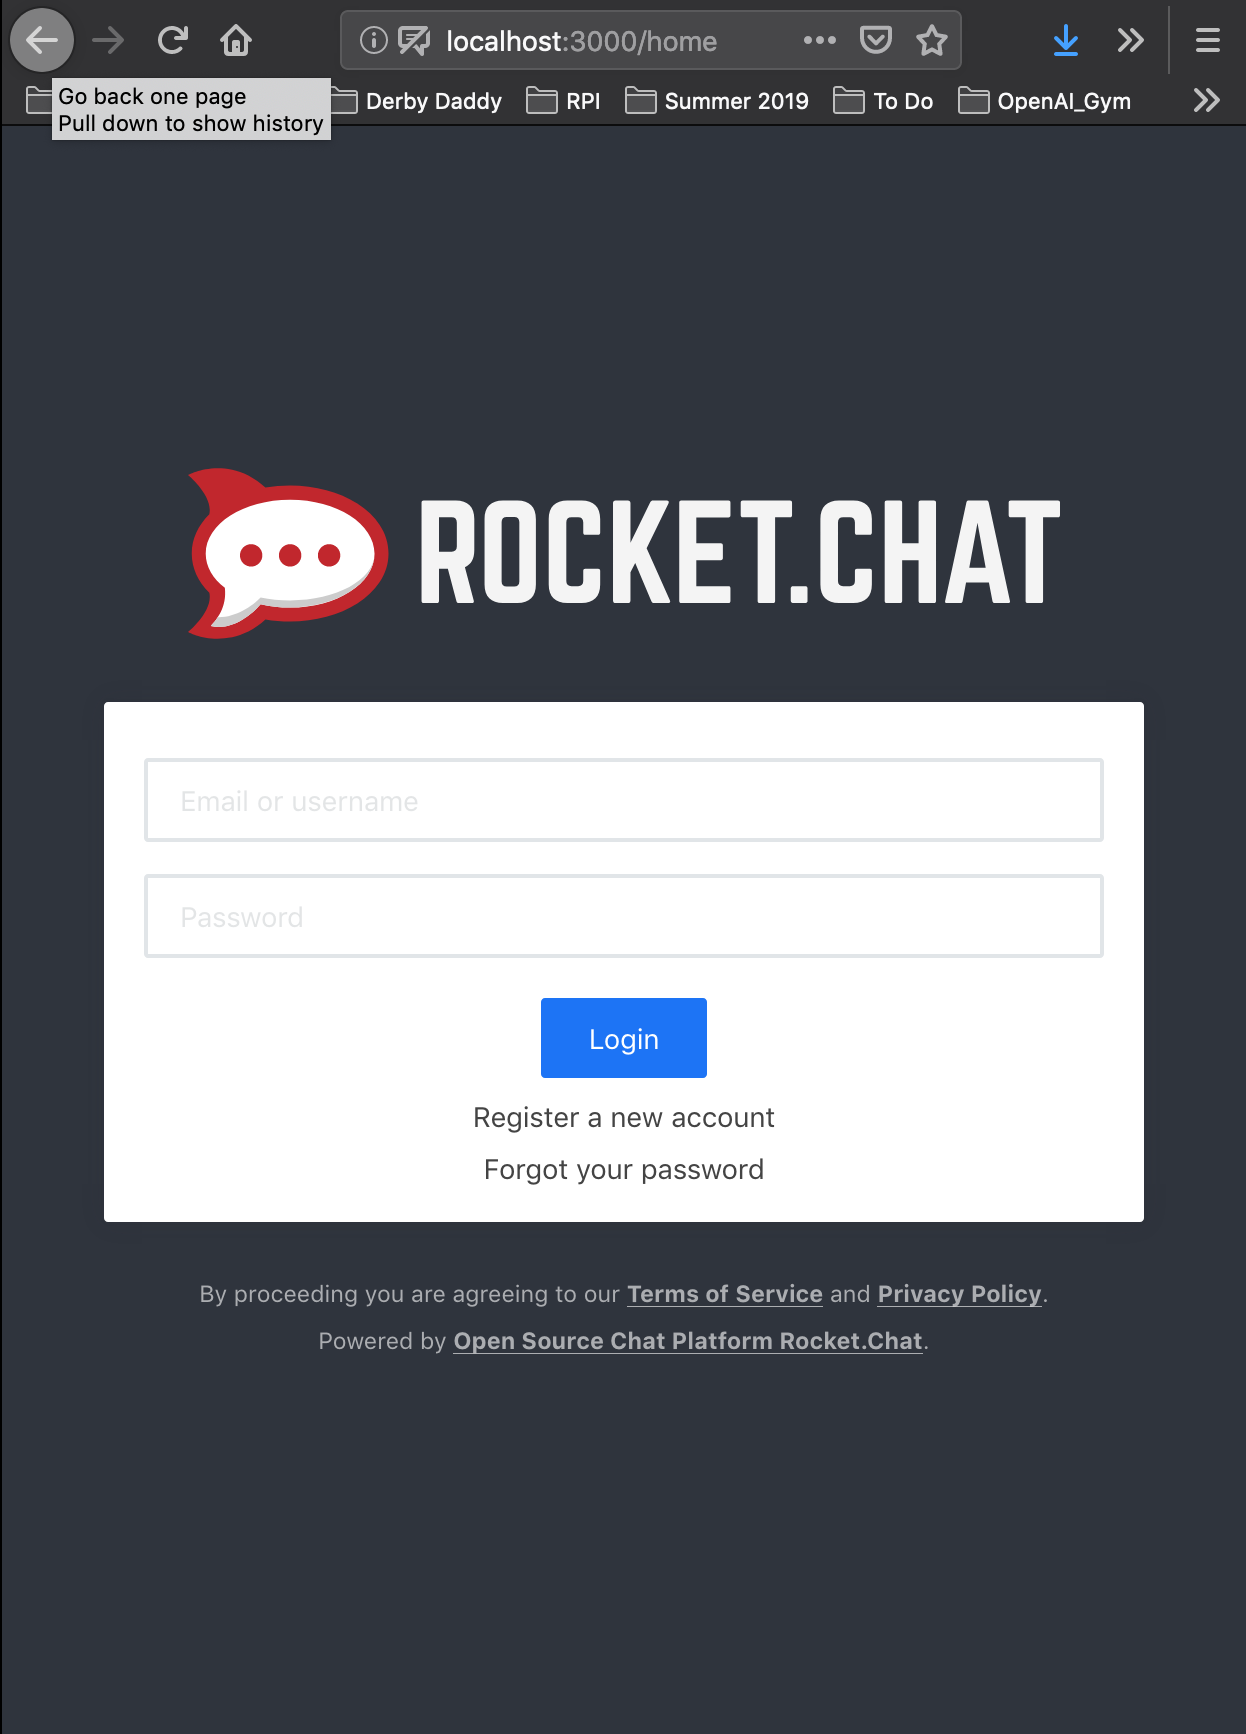 localhost:3000/home
Go back one page
Pull down to show history
Derby Daddy
RPI
Summer 2019
To Do
OpenAI_Gym
ROCKET.CHAT
Email or username
Password
Login
Register a new account
Forgot your password
By proceeding you are agreeing to our Terms of Service and Privacy Policy.
Powered by Open Source Chat Platform Rocket.Chat.